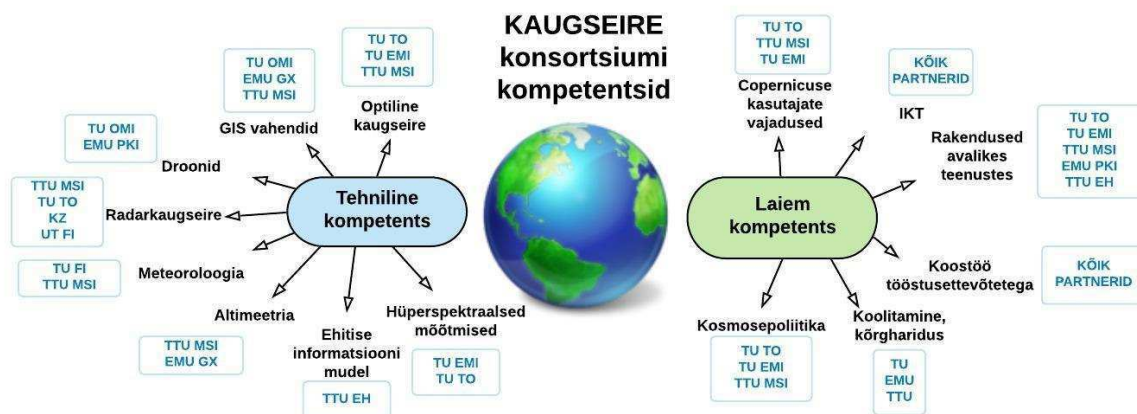 KAUGSEIRE
konsortsiumi
kompetentsid
Tehniline
kompetents
TU TO
TU EMI
TTU MSI
Optiline
kaugseire
TU OMI
EMU GX
TTU MSI
GIS vahendid
TU OMI
EMU PKI
Droonid
TTU MSI
TU TO
KZ
UT FI
Radarkaugseire
TU FI
TTU MSI
Meteoroloogia
Altimeetria
TTU MSI
EMU GX
Ehitise
informatsiooni
mudel
TTU EH
Hüperspektraalsed
mõõtmised
TU EMI
TU TO
Laiem
kompetents
TU TO
TTU MSI
TU EMI
Copernicuse
kasutajate
vajadused
KÕIK
PARTNERID
IKT
Rakendused
avalikes
teenustes
TU TO
TU EMI
TTU MSI
EMU PKI
TTU EH
Koostöö
tööstusettevõtetega
KÕIK
PARTNERID
Koolitamine,
kõrgharidus
TU
EMU
TTU
Kosmosepoliitika
TU TO
TU EMI
TTU MSI